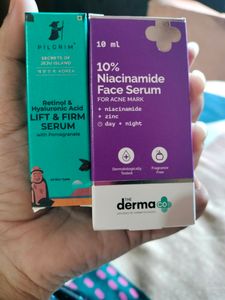 PILGRIM
SECRETS OF
JEJU ISLAND
KOREA
Retinol &
Hyaluronic Acid
LIFT & FIRM
SERUM
with Pomegranate
10 ml
10%
Niacinamide
Face Serum
FOR ACNE MARK
+ niacinamide
+ zinc
day + night
Dermatologically
Tested
Fragrance
Free
THE
derma
co